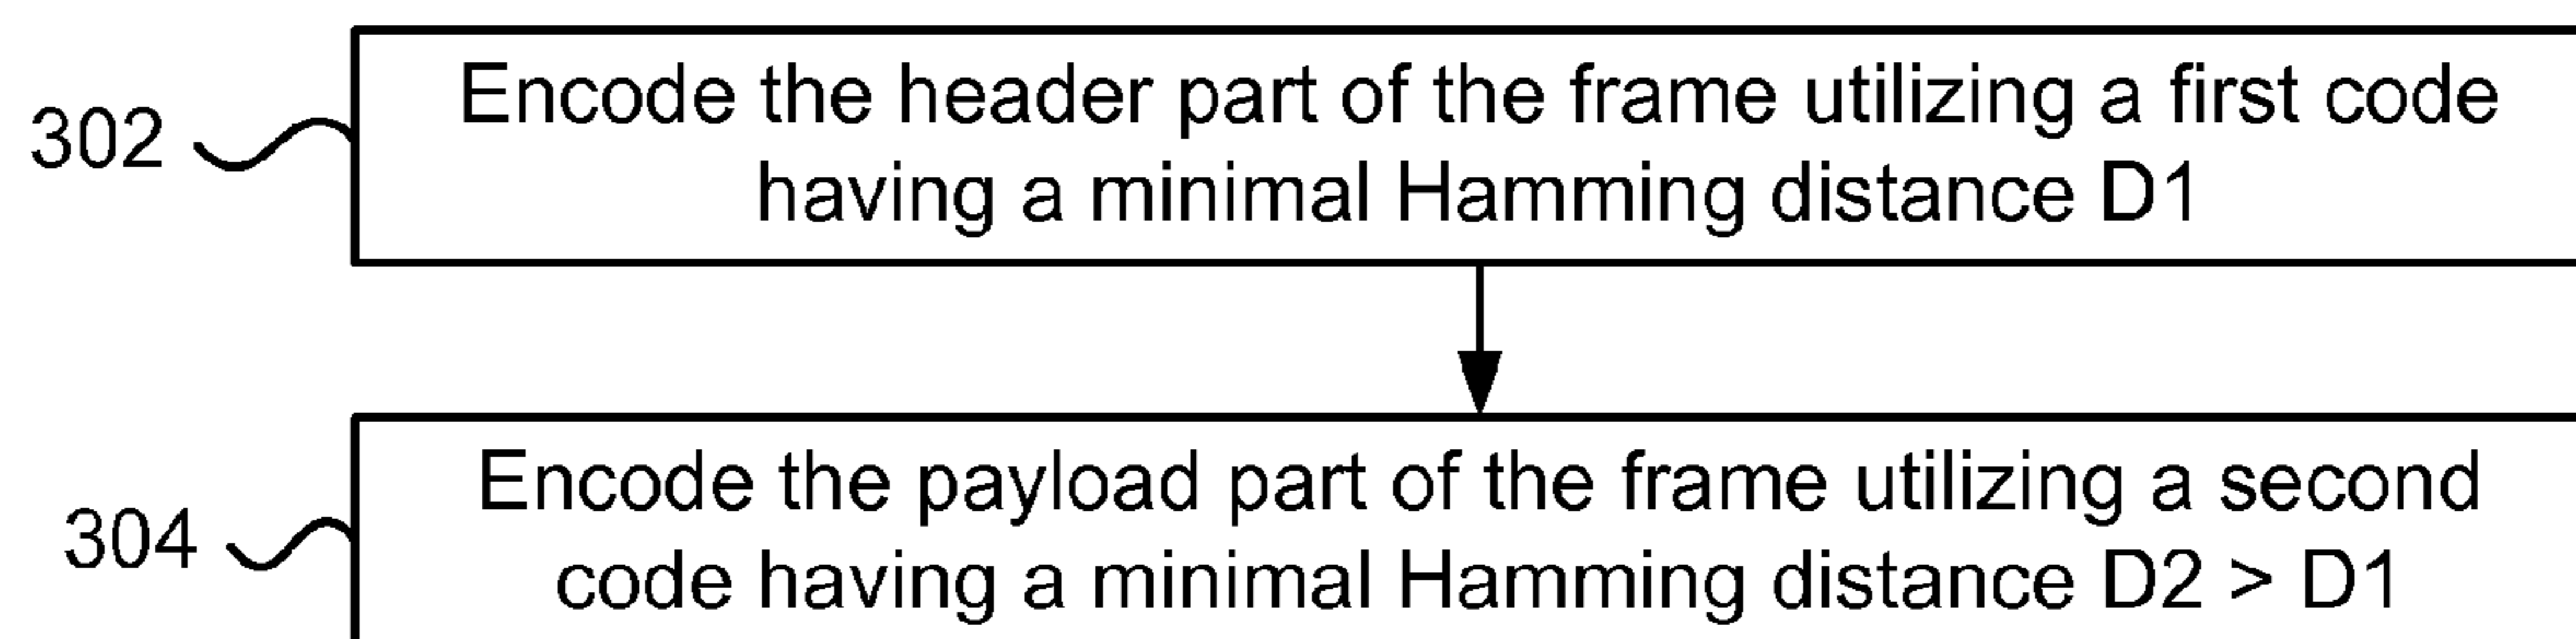 302
Encode the header part of the frame utilizing a first code
having a minimal Hamming distance D1
304
Encode the payload part of the frame utilizing a second
code having a minimal Hamming distance D2 > D1